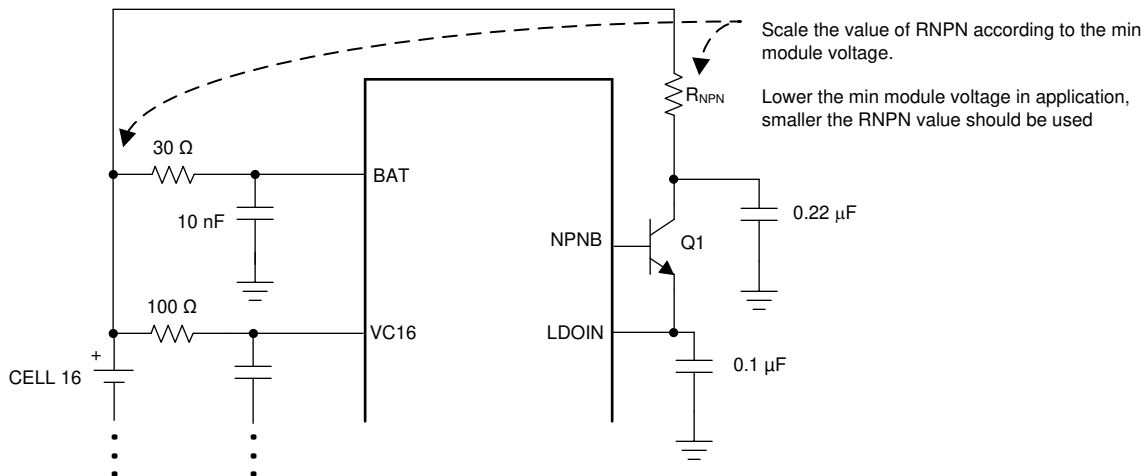 Scale the value of RNPN according to the min
module voltage.
Lower the min module voltage in application,
smaller the RNPN value should be used
RNPN
30 Ω
BAT
10 nF
0.22 μF
NPNB
Q1
100 Ω
VC16
LDOIN
+
CELL 16
0.1 μF